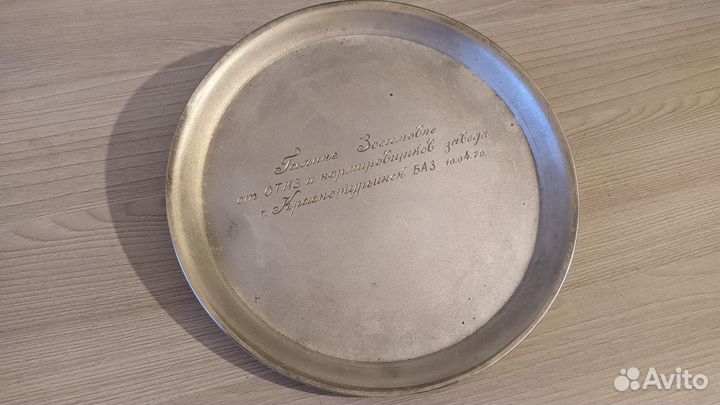 Галине Зосимовне
от ОТИЗ и нормировщиков завода
г. Краснотурьинск БАЗ 10.04.70.
Avito